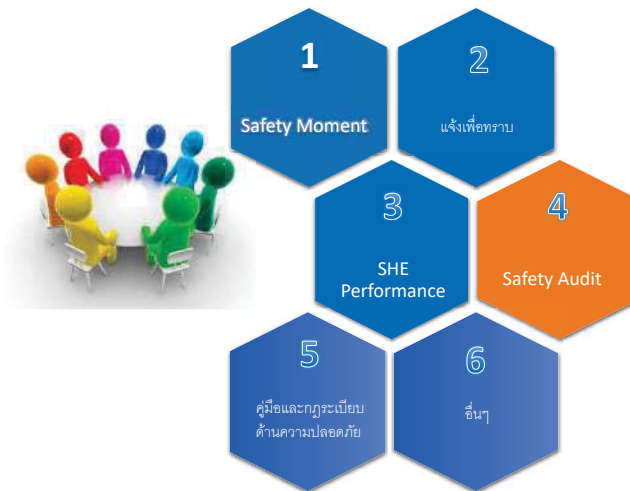 1
Safety Moment
2
แจ้งเพื่อทราบ
3
SHE
Performance
4
Safety Audit
5
คู่มือและกฎระเบียบ
ด้านความปลอดภัย
6
อื่นๆ